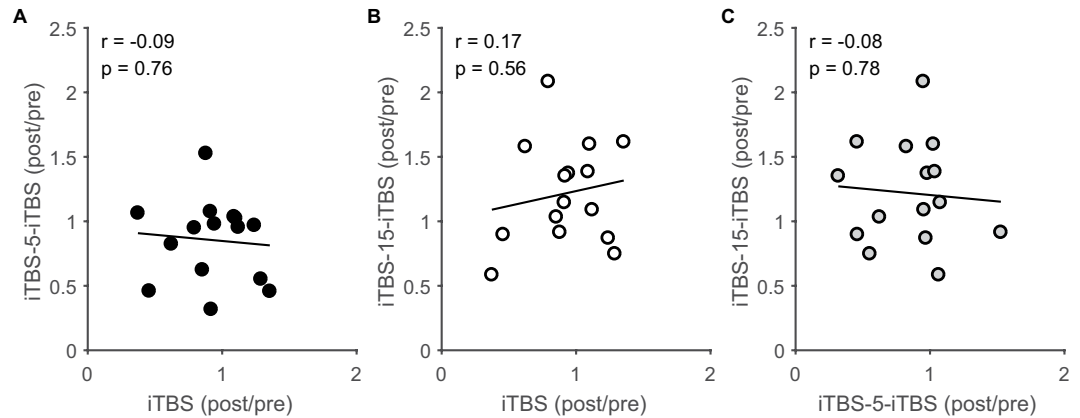 A
r = -0.09
p = 0.76
iTBS-5-iTBS (post/pre)
2.5
2
1.5
1
0.5
0
0
1
2
iTBS (post/pre)
B
r = 0.17
p = 0.56
iTBS-15-iTBS (post/pre)
2.5
2
1.5
1
0.5
0
0
1
2
iTBS (post/pre)
C
r = -0.08
p = 0.78
iTBS-15-iTBS (post/pre)
2.5
2
1.5
1
0.5
0
0
1
2
iTBS-5-iTBS (post/pre)